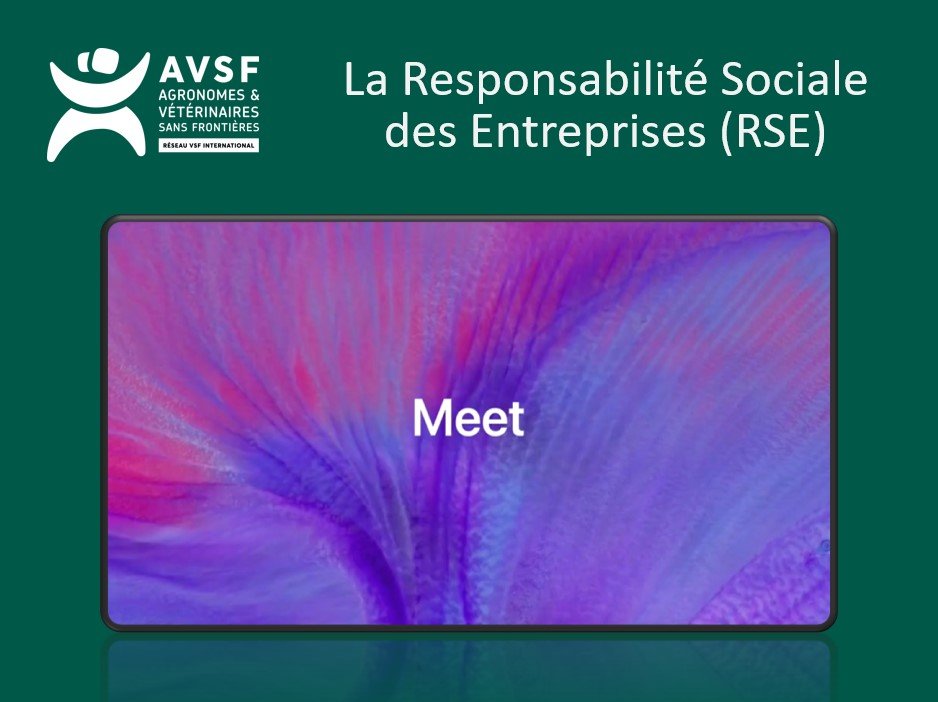 AVSF
AGRONOMES &
VÉTÉRINAIRES
SANS FRONTIÈRES
RÉSEAU VSF INTERNATIONAL
La Responsabilité Sociale
des Entreprises (RSE)
Meet